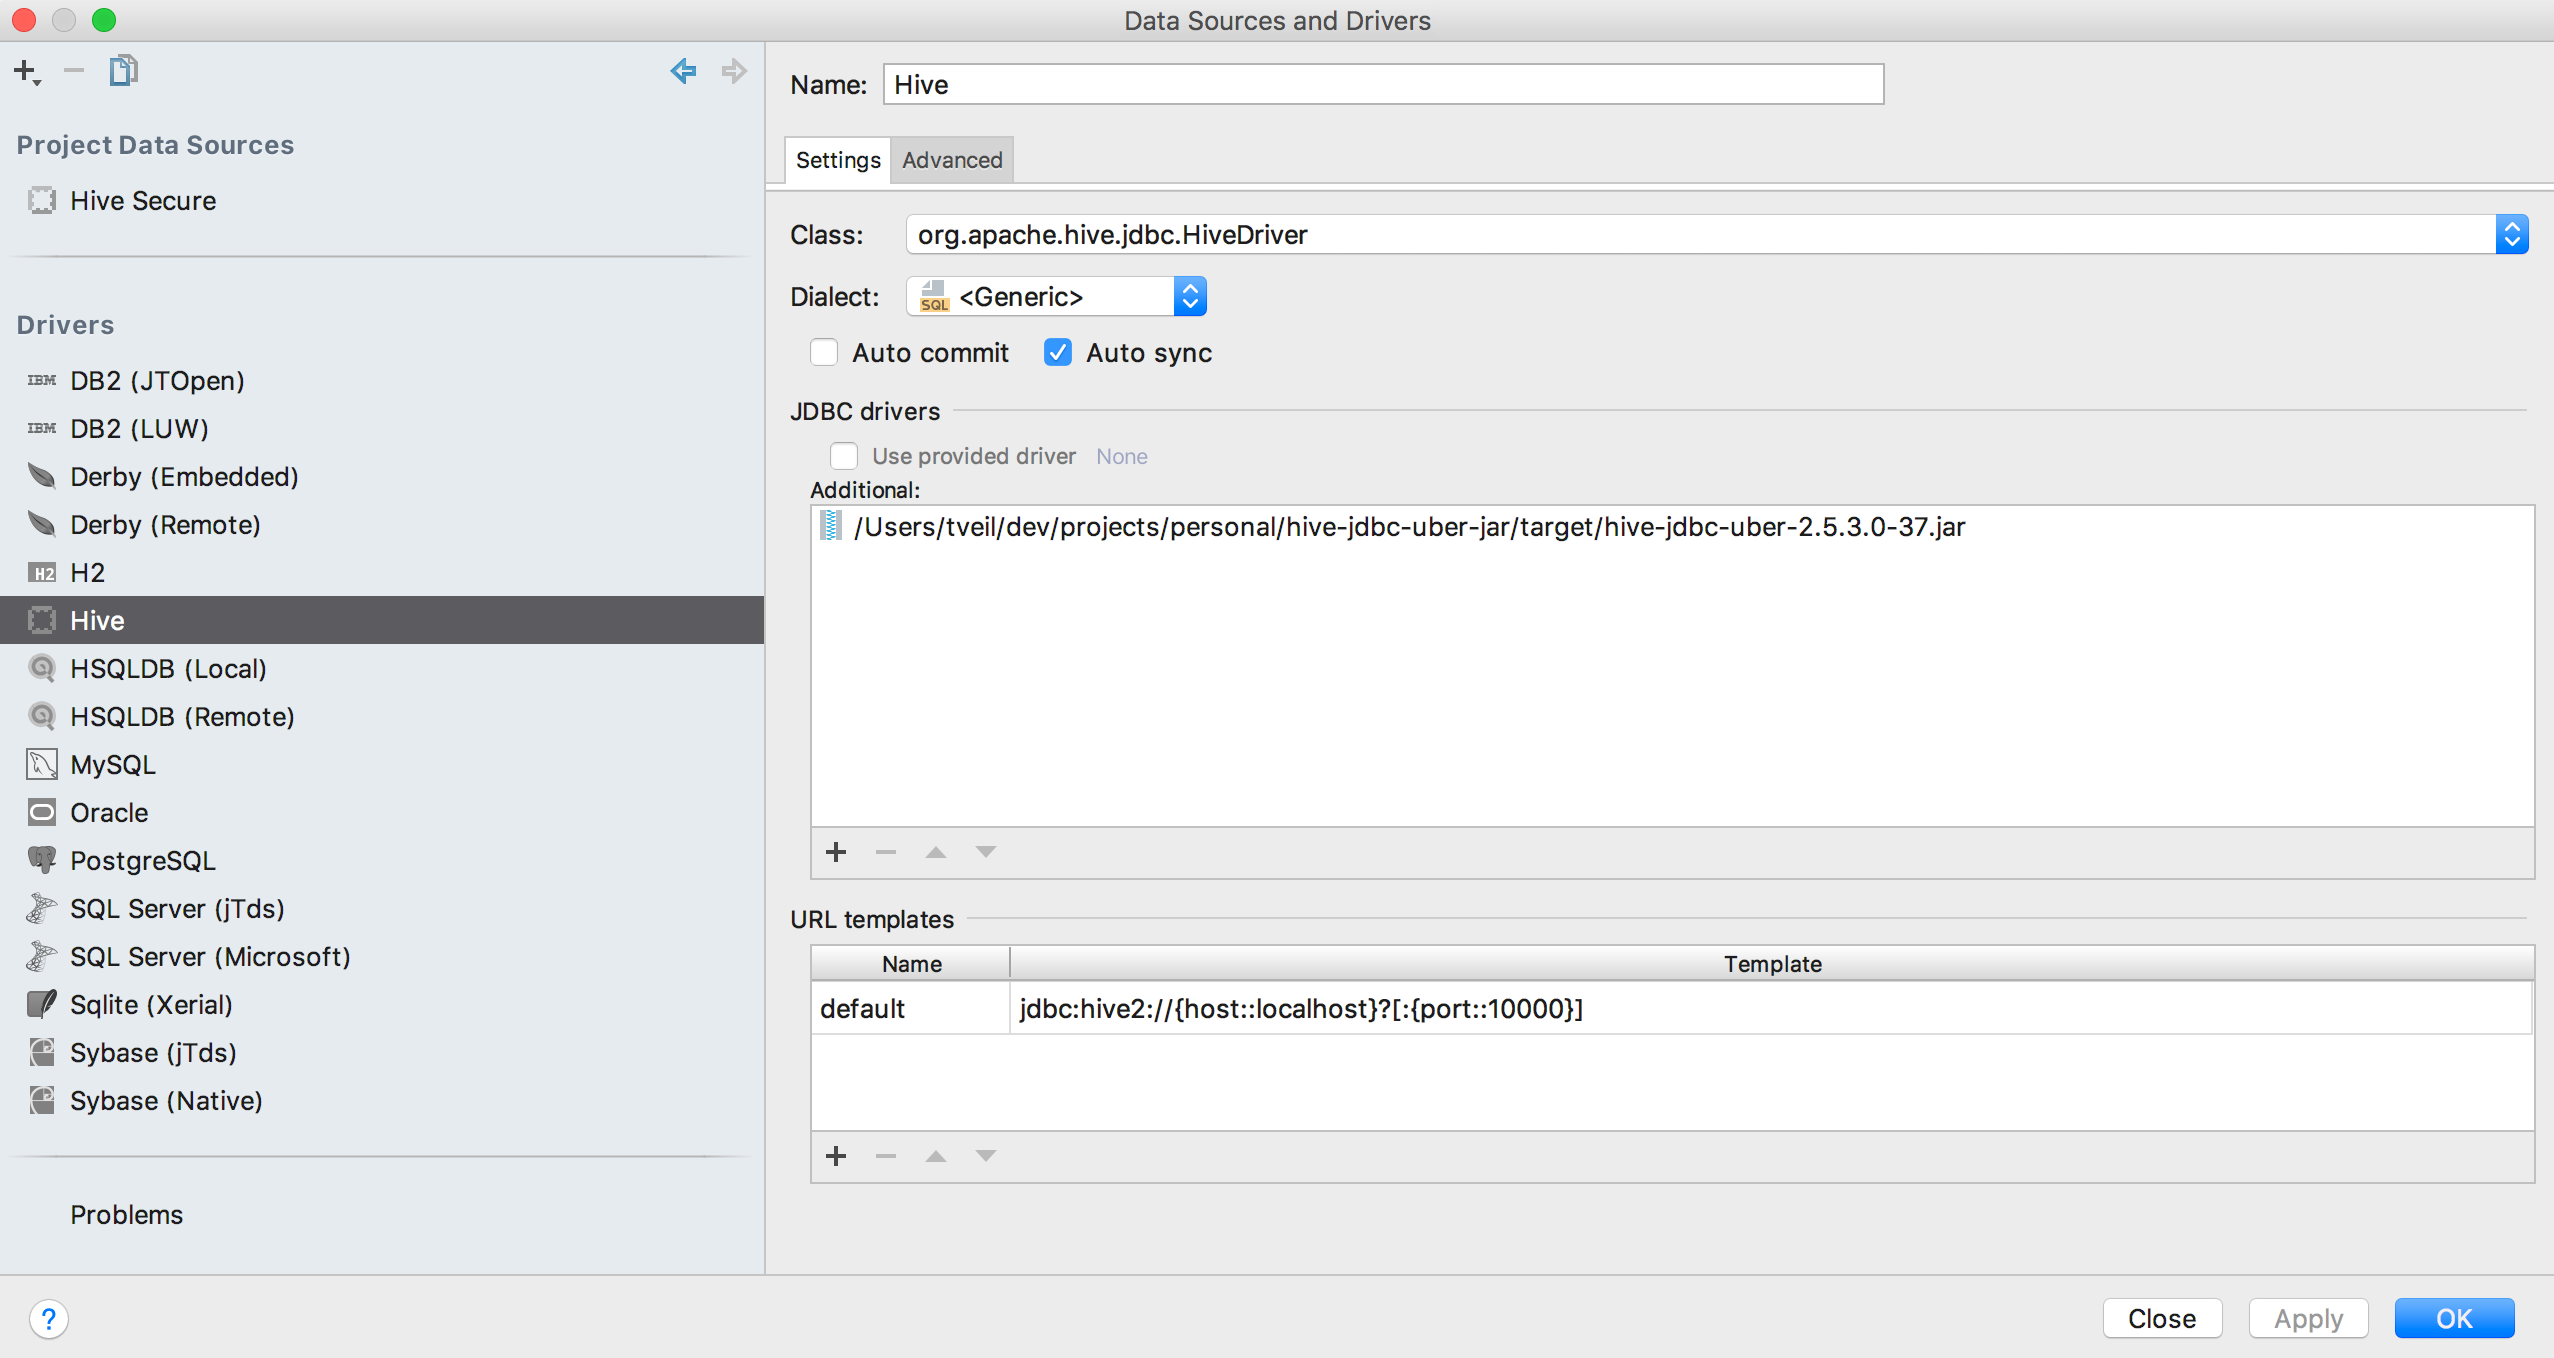 Data Sources and Drivers
Project Data Sources
Hive Secure
Drivers
IBM DB2 (JTOpen)
IBM DB2 (LUW)
Derby (Embedded)
Derby (Remote)
H2 H2
Hive
HSQLDB (Local)
HSQLDB (Remote)
MySQL
Oracle
PostgreSQL
SQL Server (jTds)
SQL Server (Microsoft)
Sqlite (Xerial)
Sybase (jTds)
Sybase (Native)
Problems
Name: Hive
Settings Advanced
Class: org.apache.hive.jdbc.HiveDriver
Dialect: SQL <Generic>
Auto commit Auto sync
JDBC drivers
Use provided driver None
Additional:
/Users/tveil/dev/projects/personal/hive-jdbc-uber-jar/target/hive-jdbc-uber-2.5.3.0-37.jar
URL templates
Name Template
default jdbc:hive2://{host::localhost}?[:{port::10000}]
? Close Apply OK